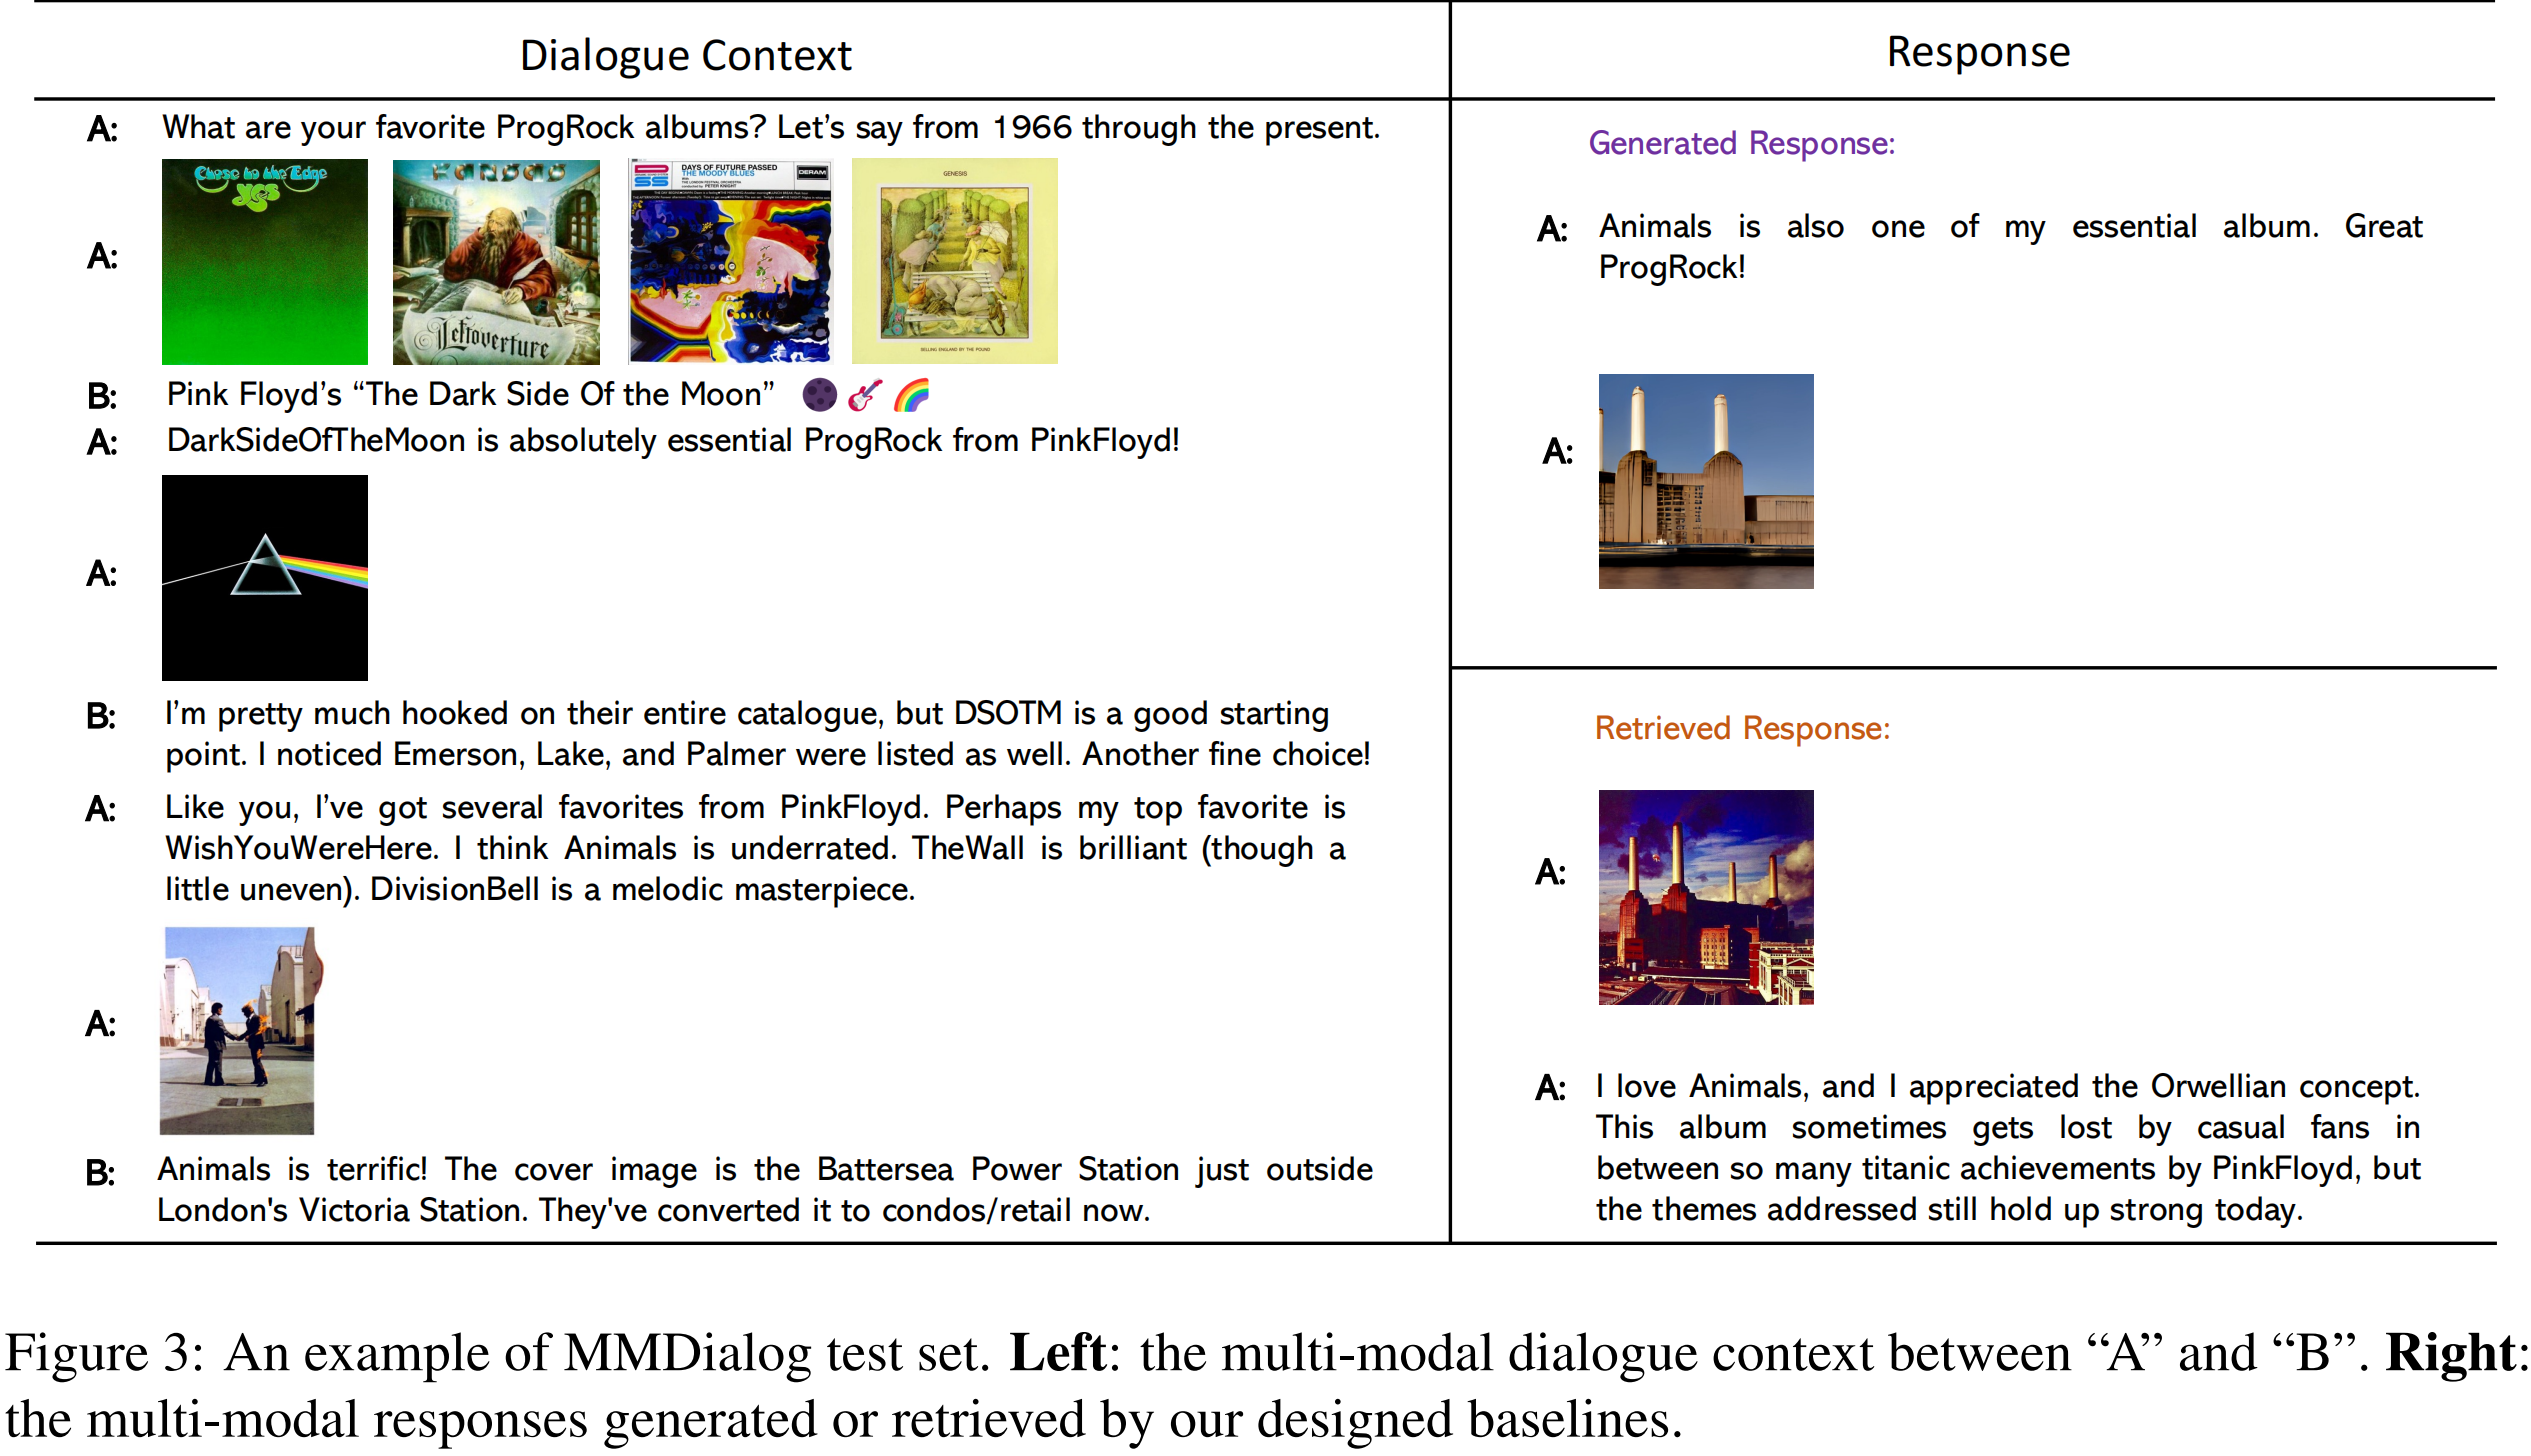 Dialogue Context
A: What are your favorite ProgRock albums? Let’s say from 1966 through the present.
A:
Close to the Edge
YES
KANSAS
Leftoverture
DAYS OF FUTURE PASSED
THE MOODY BLUES
DERAM
GENESIS
SELLING ENGLAND BY THE POUND
B: Pink Floyd’s “The Dark Side Of the Moon”
A: DarkSideOfTheMoon is absolutely essential ProgRock from PinkFloyd!
A:
B: I’m pretty much hooked on their entire catalogue, but DSOTM is a good starting
point. I noticed Emerson, Lake, and Palmer were listed as well. Another fine choice!
A: Like you, I’ve got several favorites from PinkFloyd. Perhaps my top favorite is
WishYouWereHere. I think Animals is underrated. TheWall is brilliant (though a
little uneven). DivisionBell is a melodic masterpiece.
A:
B: Animals is terrific! The cover image is the Battersea Power Station just outside
London's Victoria Station. They've converted it to condos/retail now.
Response
Generated Response:
A: Animals is also one of my essential album. Great
ProgRock!
A:
Retrieved Response:
A:
A: I love Animals, and I appreciated the Orwellian concept.
This album sometimes gets lost by casual fans in
between so many titanic achievements by PinkFloyd, but
the themes addressed still hold up strong today.
Figure 3: An example of MMDialog test set. Left: the multi-modal dialogue context between “A” and “B”. Right:
the multi-modal responses generated or retrieved by our designed baselines.